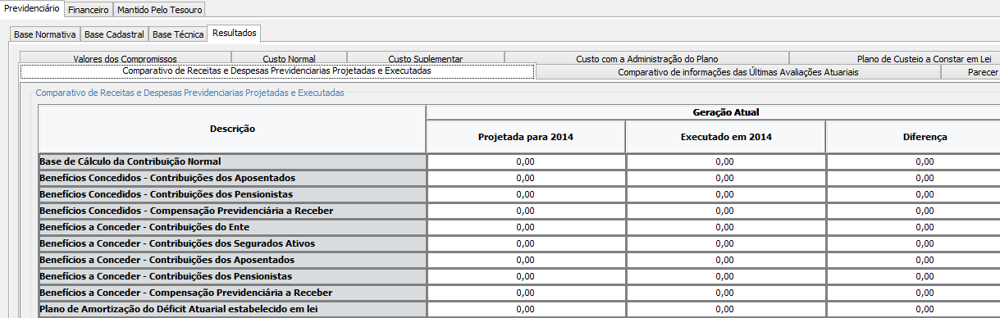 Previdenciário Financeiro Mantido Pelo Tesouro
Base Normativa Base Cadastral Base Técnica Resultados
Valores dos Compromissos Custo Normal Custo Suplementar Custo com a Administração do Plano Plano de Custeio a Constar em Lei
Comparativo de Receitas e Despesas Previdenciarias Projetadas e Executadas Comparativo de informações das Últimas Avaliações Atuariais Parecer
Comparativo de Receitas e Despesas Previdenciarias Projetadas e Executadas
Descrição Geração Atual
Projetada para 2014 Executado em 2014 Diferença
Base de Cálculo da Contribuição Normal 0,00 0,00 0,00
Benefícios Concedidos - Contribuições dos Aposentados 0,00 0,00 0,00
Benefícios Concedidos - Contribuições dos Pensionistas 0,00 0,00 0,00
Benefícios Concedidos - Compensação Previdenciária a Receber 0,00 0,00 0,00
Benefícios a Conceder - Contribuições do Ente 0,00 0,00 0,00
Benefícios a Conceder - Contribuições dos Segurados Ativos 0,00 0,00 0,00
Benefícios a Conceder - Contribuições dos Aposentados 0,00 0,00 0,00
Benefícios a Conceder - Contribuições dos Pensionistas 0,00 0,00 0,00
Benefícios a Conceder - Compensação Previdenciária a Receber 0,00 0,00 0,00
Plano de Amortização do Déficit Atuarial estabelecido em lei 0,00 0,00 0,00